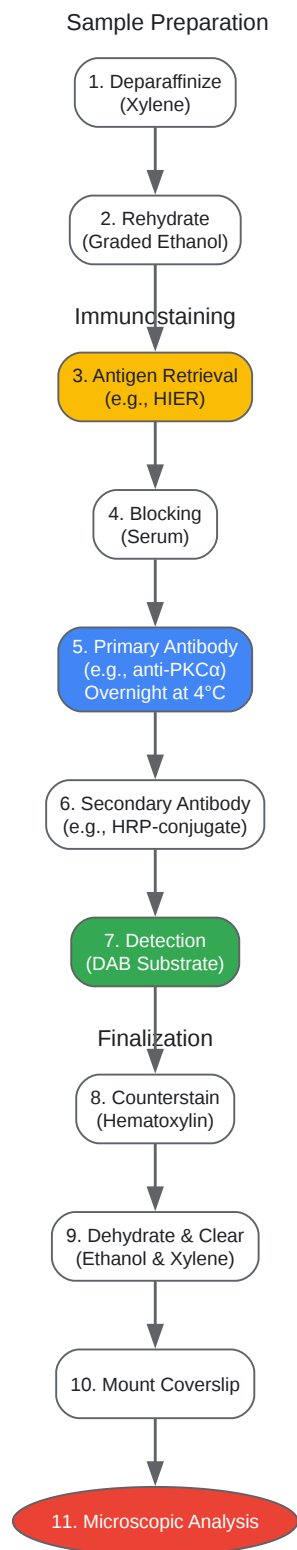 Sample Preparation
1. Deparaffinize
(Xylene)
2. Rehydrate
(Graded Ethanol)
Immunostaining
3. Antigen Retrieval
(e.g., HIER)
4. Blocking
(Serum)
5. Primary Antibody
(e.g., anti-PKCα)
Overnight at 4°C
6. Secondary Antibody
(e.g., HRP-conjugate)
7. Detection
(DAB Substrate)
Finalization
8. Counterstain
(Hematoxylin)
9. Dehydrate & Clear
(Ethanol & Xylene)
10. Mount Coverslip
11. Microscopic Analysis